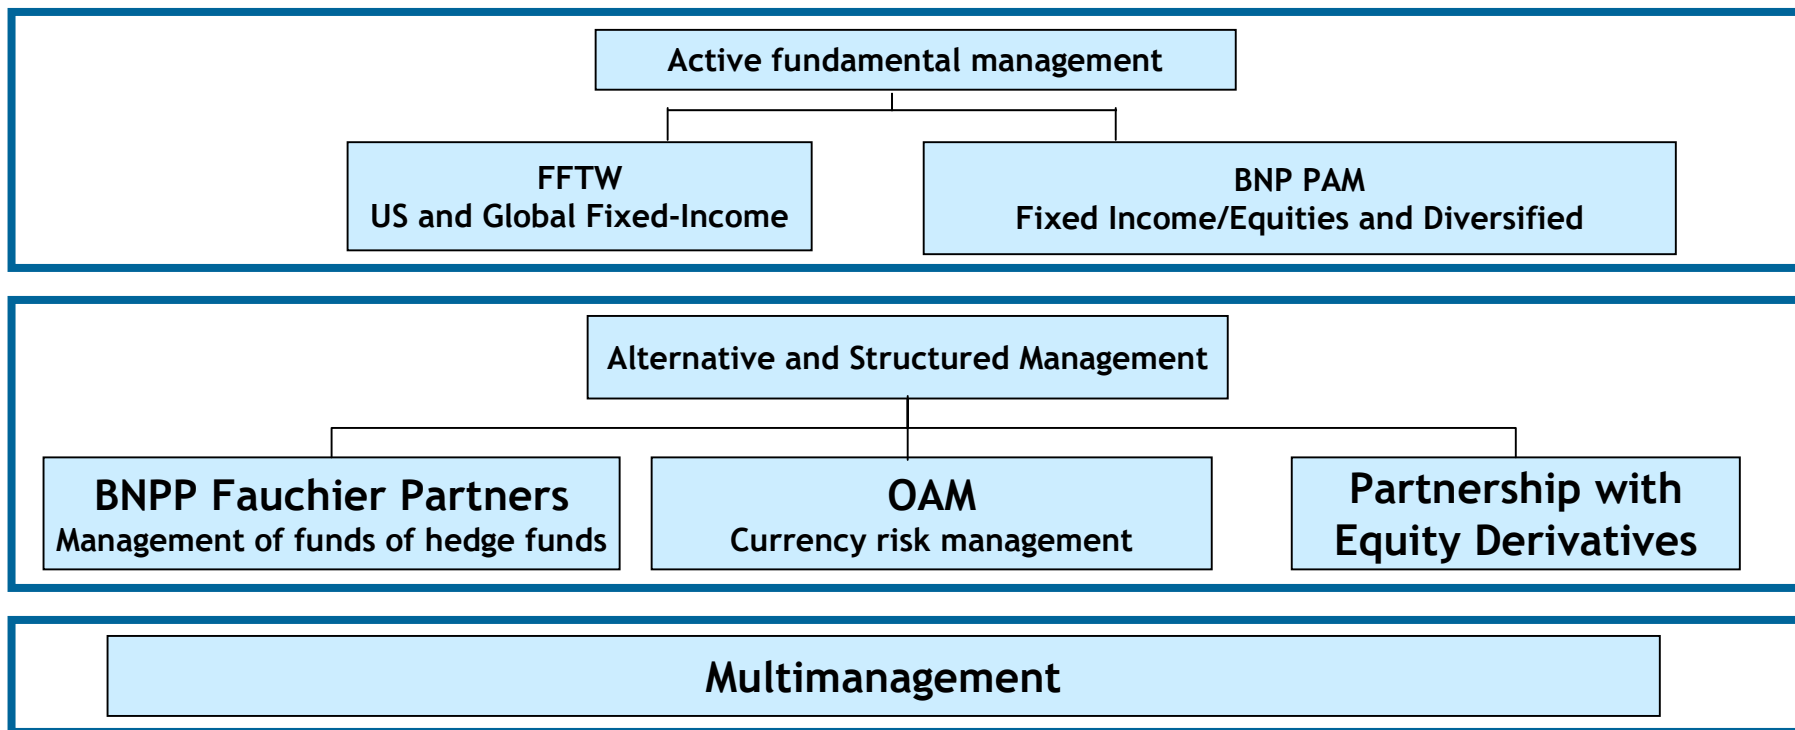 Active fundamental management
FFTW
US and Global Fixed-Income
BNP PAM
Fixed Income/Equities and Diversified
Alternative and Structured Management
BNPP Fauchier Partners
Management of funds of hedge funds
OAM
Currency risk management
Partnership with
Equity Derivatives
Multimanagement